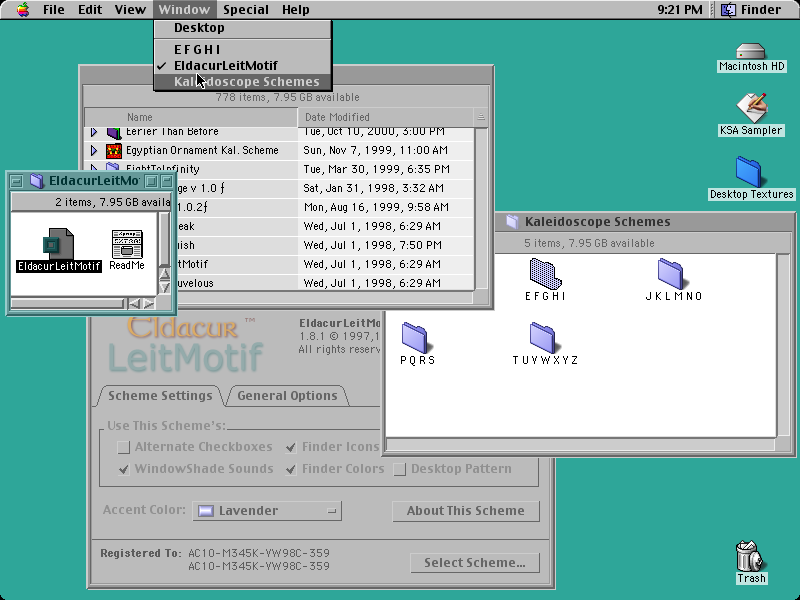 File Edit View Window Special Help 9:21 PM Finder
Desktop
E F G H I
✓ EldacurLeitMotif
Kaleidoscope Schemes
778 items, 7.95 GB available
Name Date Modified
Eerier Than Before Tue, Oct 10, 2000, 3:00 PM
Egyptian Ornament Kal. Scheme Sun, Nov 7, 1999, 11:00 AM
EightToInfinity Tue, Mar 30, 1999, 6:35 PM
ge v 1.0 ƒ Sat, Jan 31, 1998, 3:32 AM
1.0.2ƒ Mon, Aug 16, 1999, 9:58 AM
eak Wed, Jul 1, 1998, 6:29 AM
uish Wed, Jul 1, 1998, 7:50 PM
tMotif Wed, Jul 1, 1998, 6:29 AM
uvelous Wed, Jul 1, 1998, 6:29 AM
EldacurLeitMo
2 items, 7.95 GB availa
EldacurLeitMotif ReadMe
Macintosh HD
KSA Sampler
Desktop Textures
Kaleidoscope Schemes
5 items, 7.95 GB available
E F G H I J K L M N O
P Q R S T U V W X Y Z
Eldacur™
LeitMotif
EldacurLeitMo
1.8.1 © 1997,1
All rights reserv
Scheme Settings General Options
Use This Scheme's:
Alternate Checkboxes Finder Icons
WindowShade Sounds Finder Colors Desktop Pattern
Accent Color: Lavender About This Scheme
Registered To: AC10-M345K-YW98C-359
AC10-M345K-YW98C-359
Select Scheme...
Trash